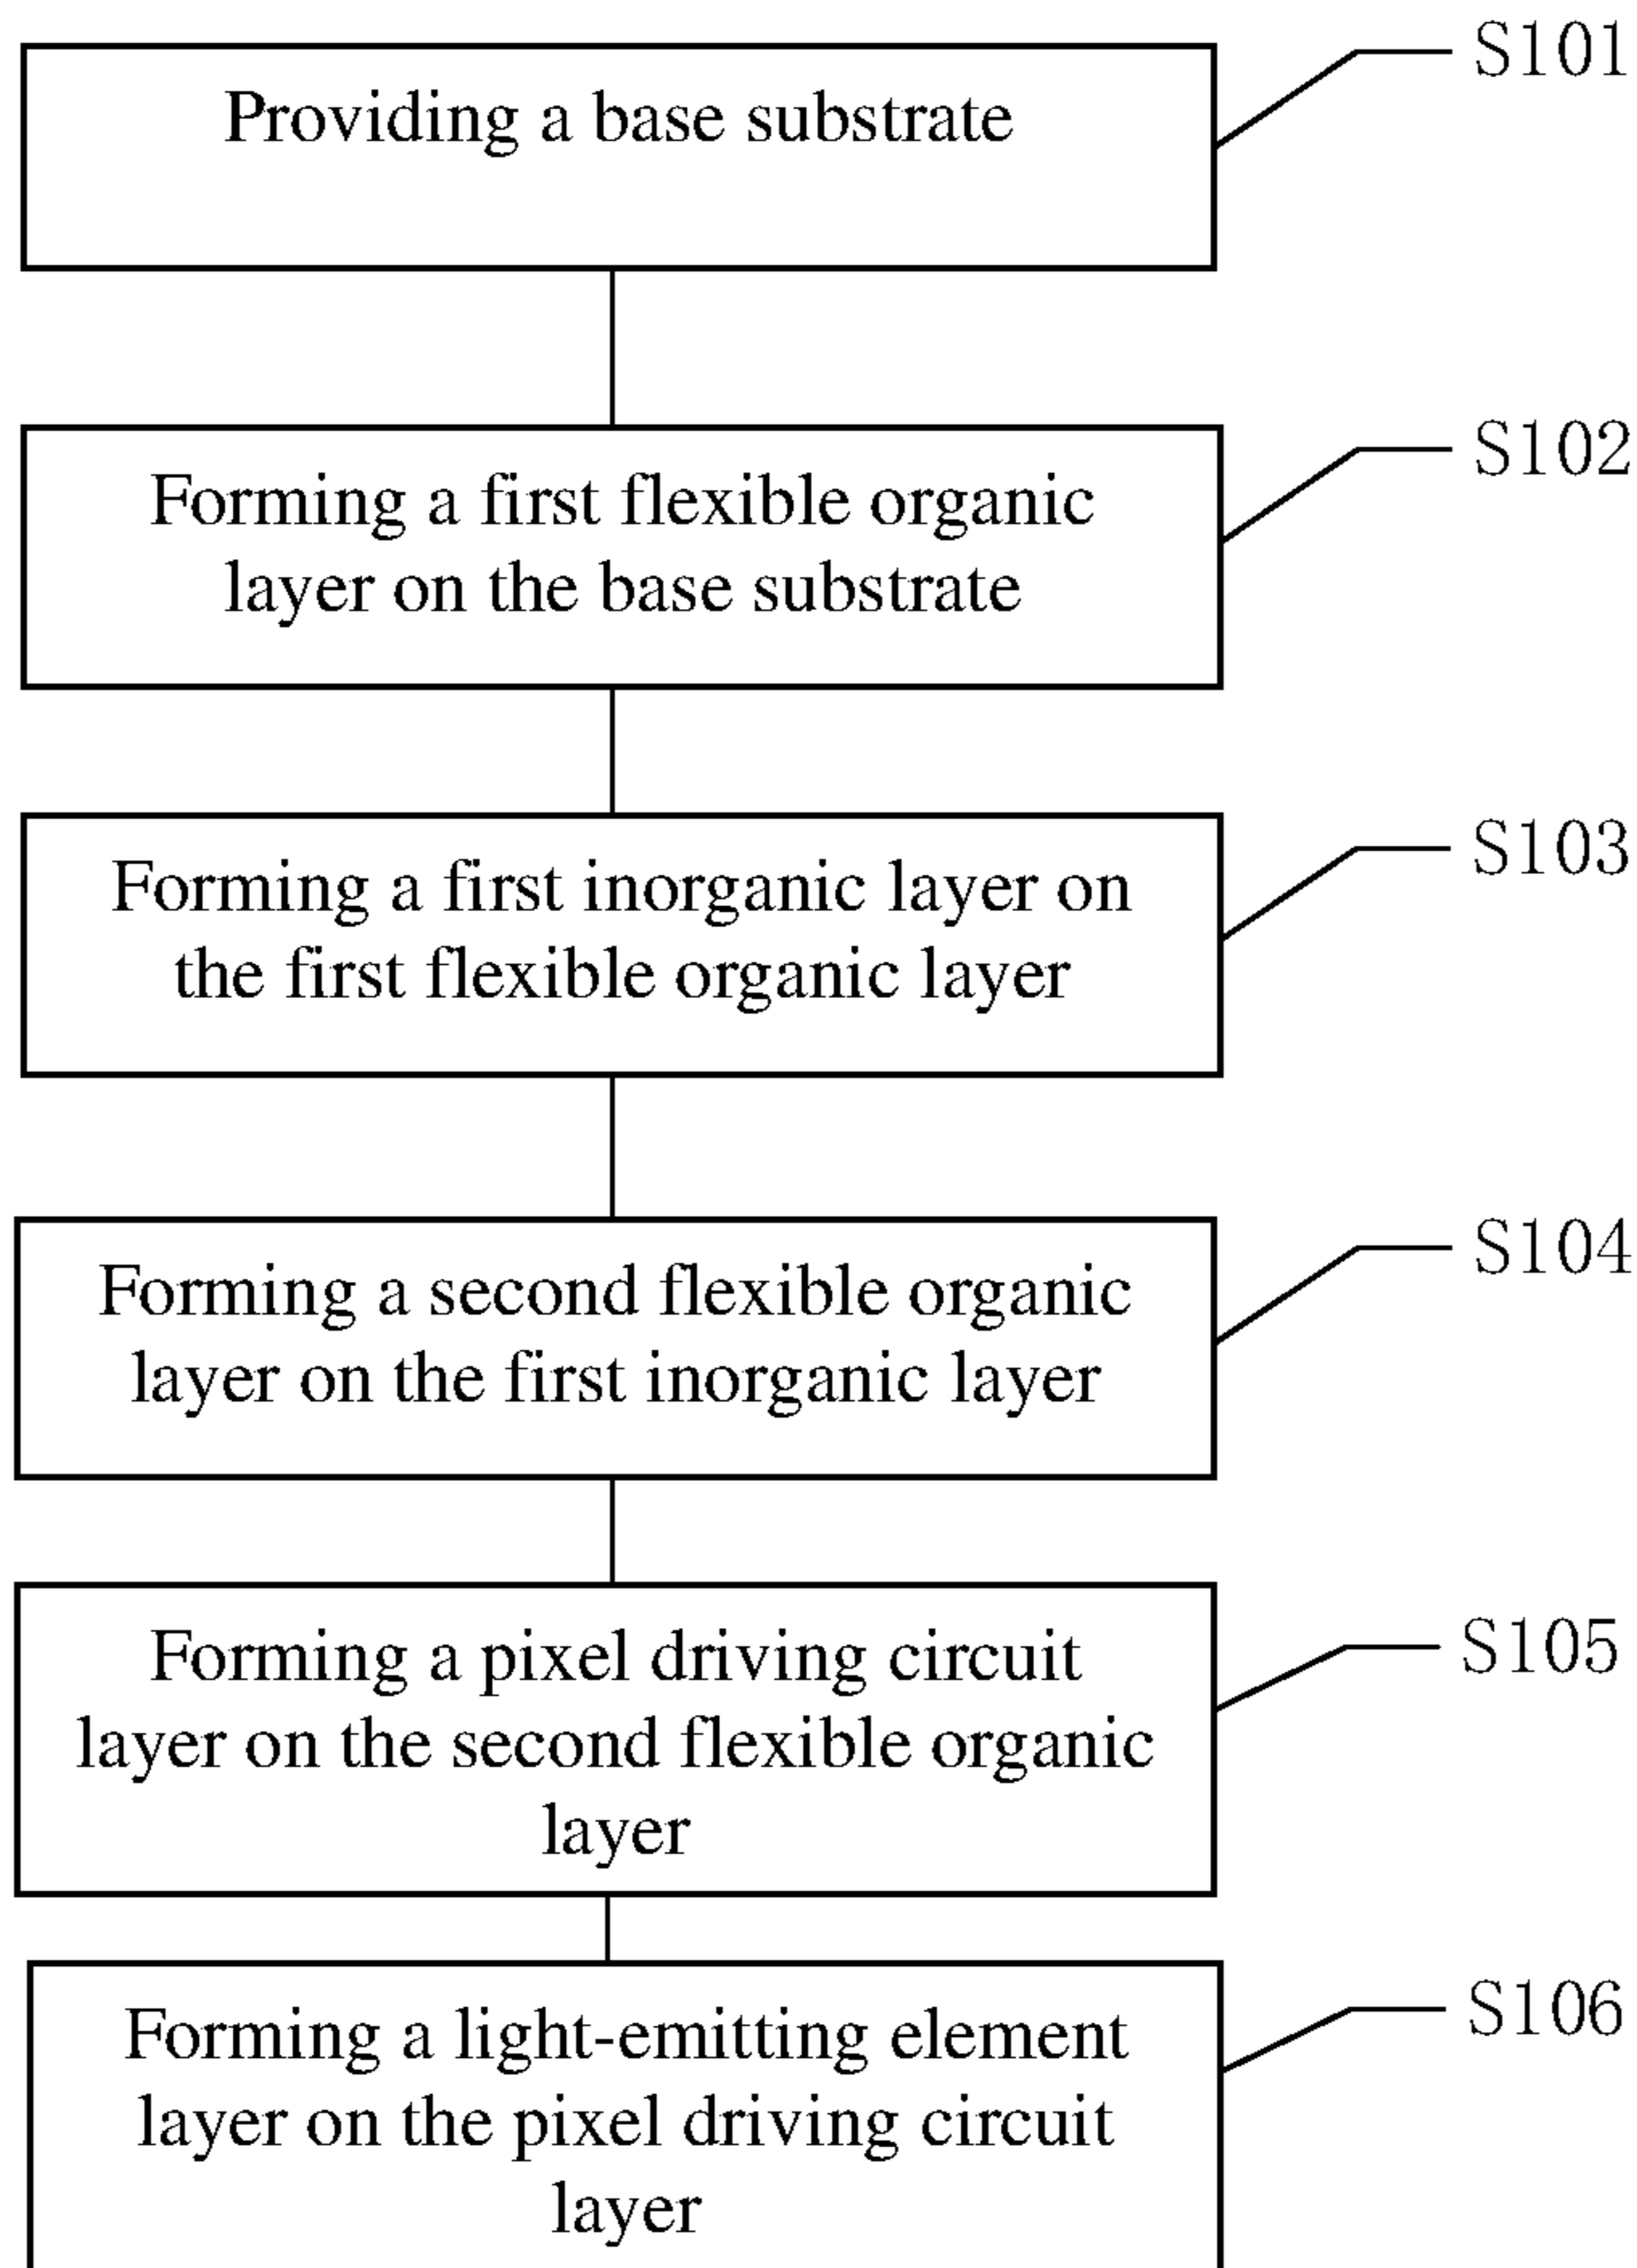 S101
Providing a base substrate
S102
Forming a first flexible organic
layer on the base substrate
S103
Forming a first inorganic layer on
the first flexible organic layer
S104
Forming a second flexible organic
layer on the first inorganic layer
S105
Forming a pixel driving circuit
layer on the second flexible organic
layer
S106
Forming a light-emitting element
layer on the pixel driving circuit
layer